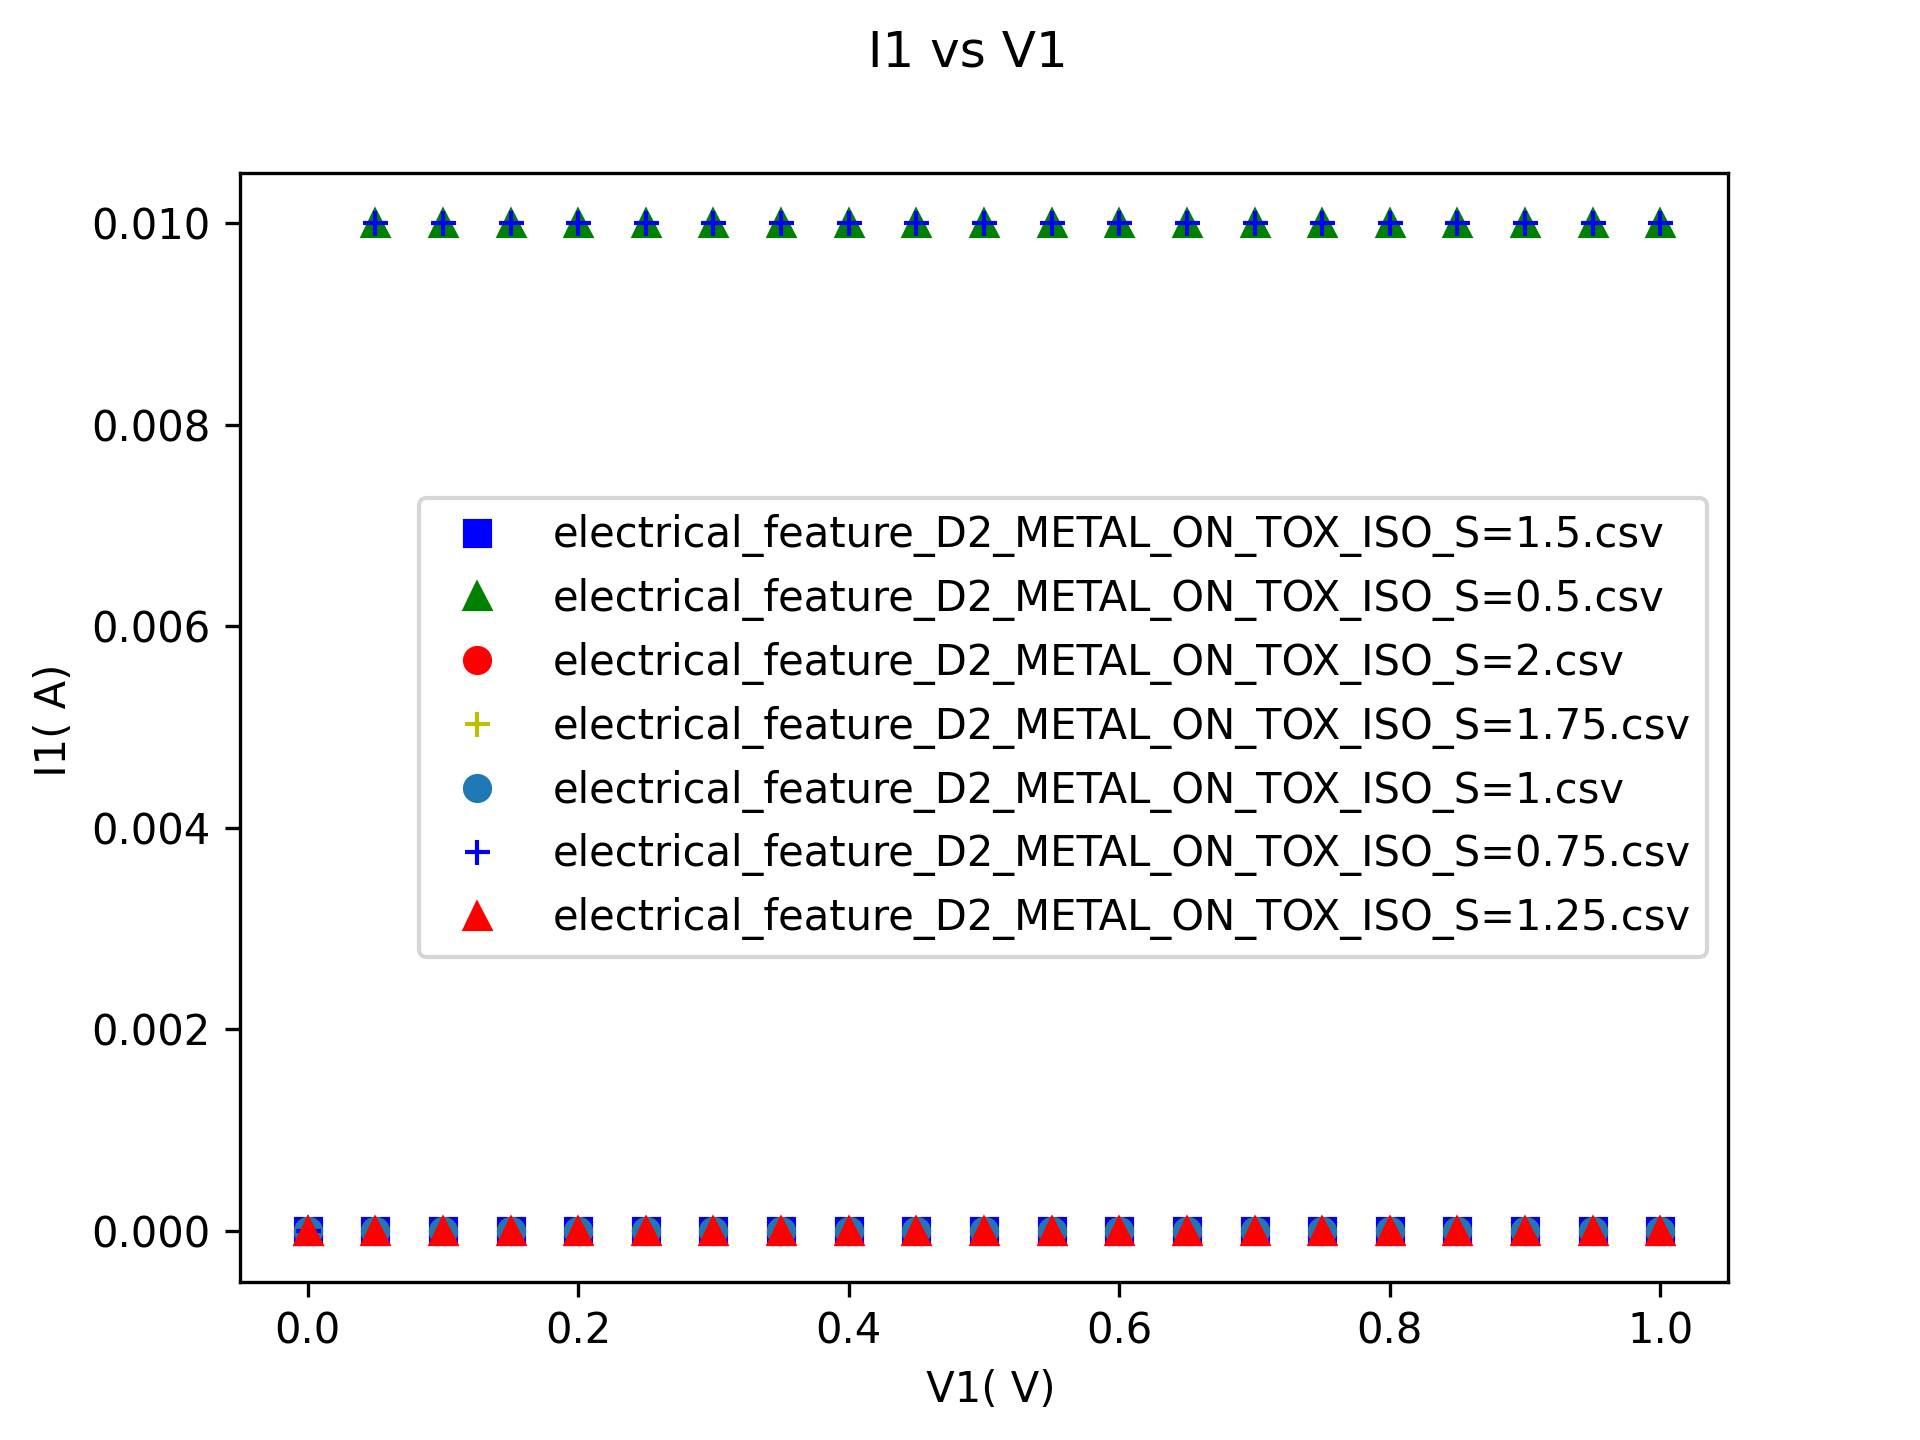 I1 vs V1
0.010
0.008
0.006
0.004
0.002
0.000
I1( A)
electrical_feature_D2_METAL_ON_TOX_ISO_S=1.5.csv
electrical_feature_D2_METAL_ON_TOX_ISO_S=0.5.csv
electrical_feature_D2_METAL_ON_TOX_ISO_S=2.csv
electrical_feature_D2_METAL_ON_TOX_ISO_S=1.75.csv
electrical_feature_D2_METAL_ON_TOX_ISO_S=1.csv
electrical_feature_D2_METAL_ON_TOX_ISO_S=0.75.csv
electrical_feature_D2_METAL_ON_TOX_ISO_S=1.25.csv
0.0 0.2 0.4 0.6 0.8 1.0
V1( V)